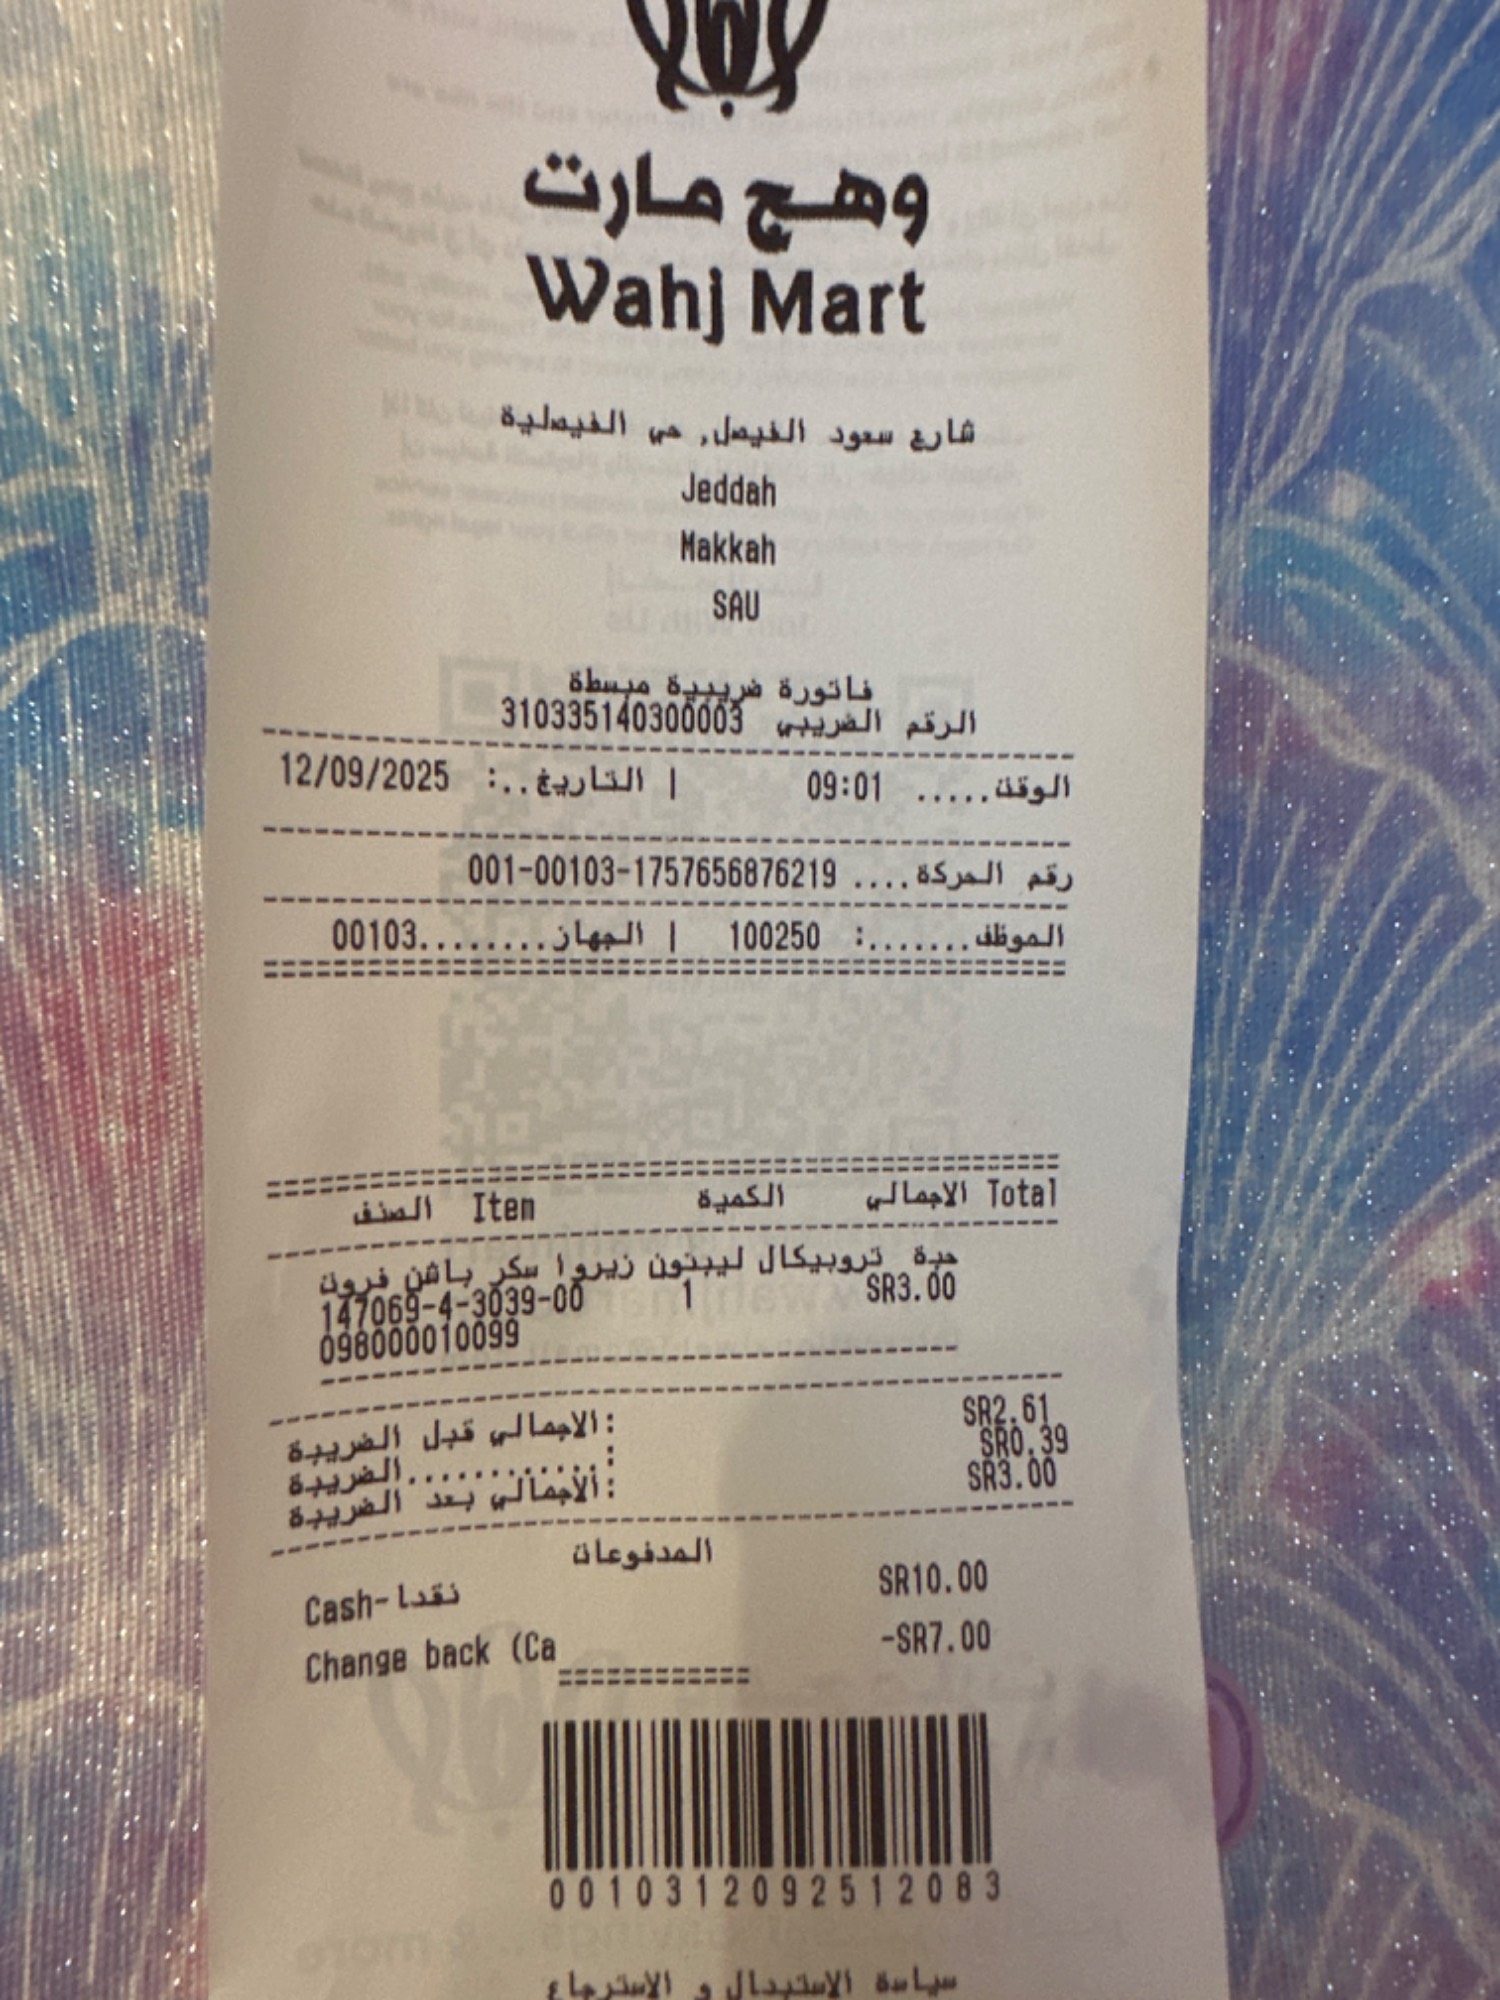 وهج مارت
Wahj Mart
شارع سعود الفيصل, حي الفيصلية
Jeddah
Makkah
SAU
فاتورة ضريبية مبسطة
الرقم الضريبي 310335140300003
الوقت..... 09:01 | التاريخ..: 12/09/2025
رقم الحركة.... 001-00103-1757656876219
الموظف.......: 100250 | الجهاز........00103
الصنف Item الكمية الاجمالي Total
حبة تروبيكال ليبتون زيروا سكر باشن فروت
147069-4-3039-00 1 SR3.00
098000010099
الاجمالي قبل الضريبة: SR2.61
الضريبة............: SR0.39
الأجمالي بعد الضريبة: SR3.00
المدفوعات
Cash-نقدا SR10.00
Change back (Ca -SR7.00
0010312092512083
سياسة الاستبدال و الاسترجاع